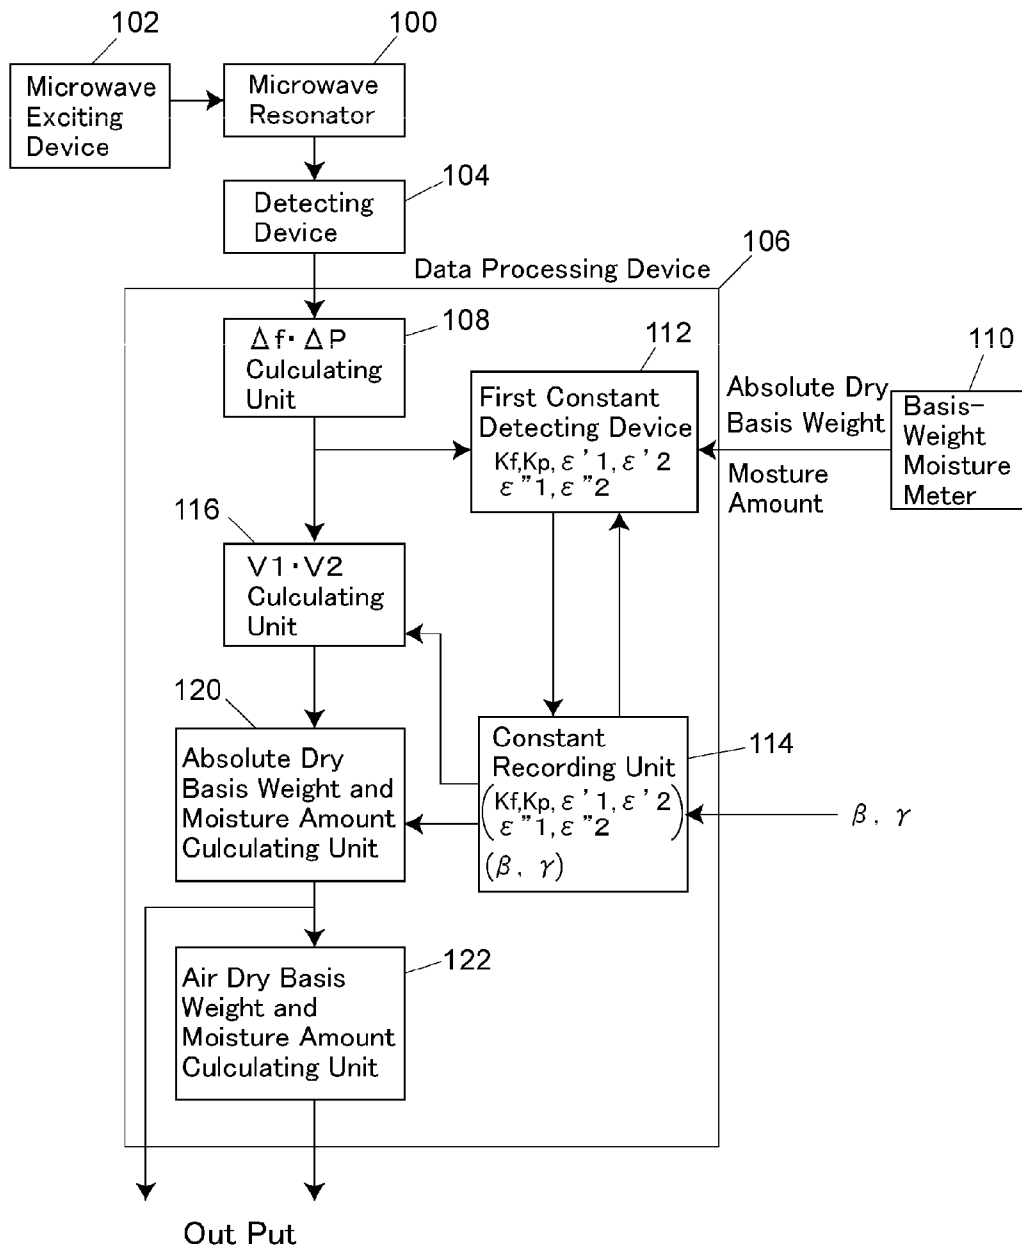 102
100
Microwave
Exciting
Device
Microwave
Resonator
104
Detecting
Device
106
Data Processing Device
108
Δf・ΔP
Culculating
Unit
112
110
First Constant
Detecting Device
Kf,Kp,ε’1,ε’2
ε”1,ε”2
Absolute Dry
Basis Weight
Mosture
Amount
Basis-
Weight
Moisture
Meter
116
V1・V2
Culculating
Unit
120
Absolute Dry
Basis Weight and
Moisture Amount
Culculating Unit
114
Constant
Recording Unit
(Kf,Kp,ε’1,ε’2
ε”1,ε”2)
(β, γ)
β, γ
122
Air Dry Basis
Weight and
Moisture Amount
Culculating Unit
Out Put